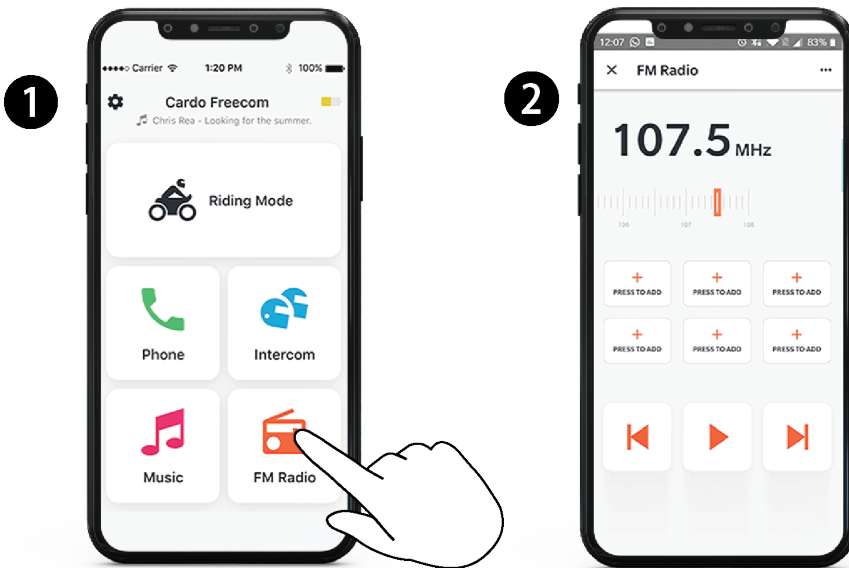 1
●●●●○ Carrier 1:20 PM 100%
Cardo Freecom
Chris Rea - Looking for the summer.
Riding Mode
Phone
Intercom
Music
FM Radio
2
12:07 83%
× FM Radio ...
107.5 MHz
106 107 108
+ + +
PRESS TO ADD PRESS TO ADD PRESS TO ADD
+ + +
PRESS TO ADD PRESS TO ADD PRESS TO ADD